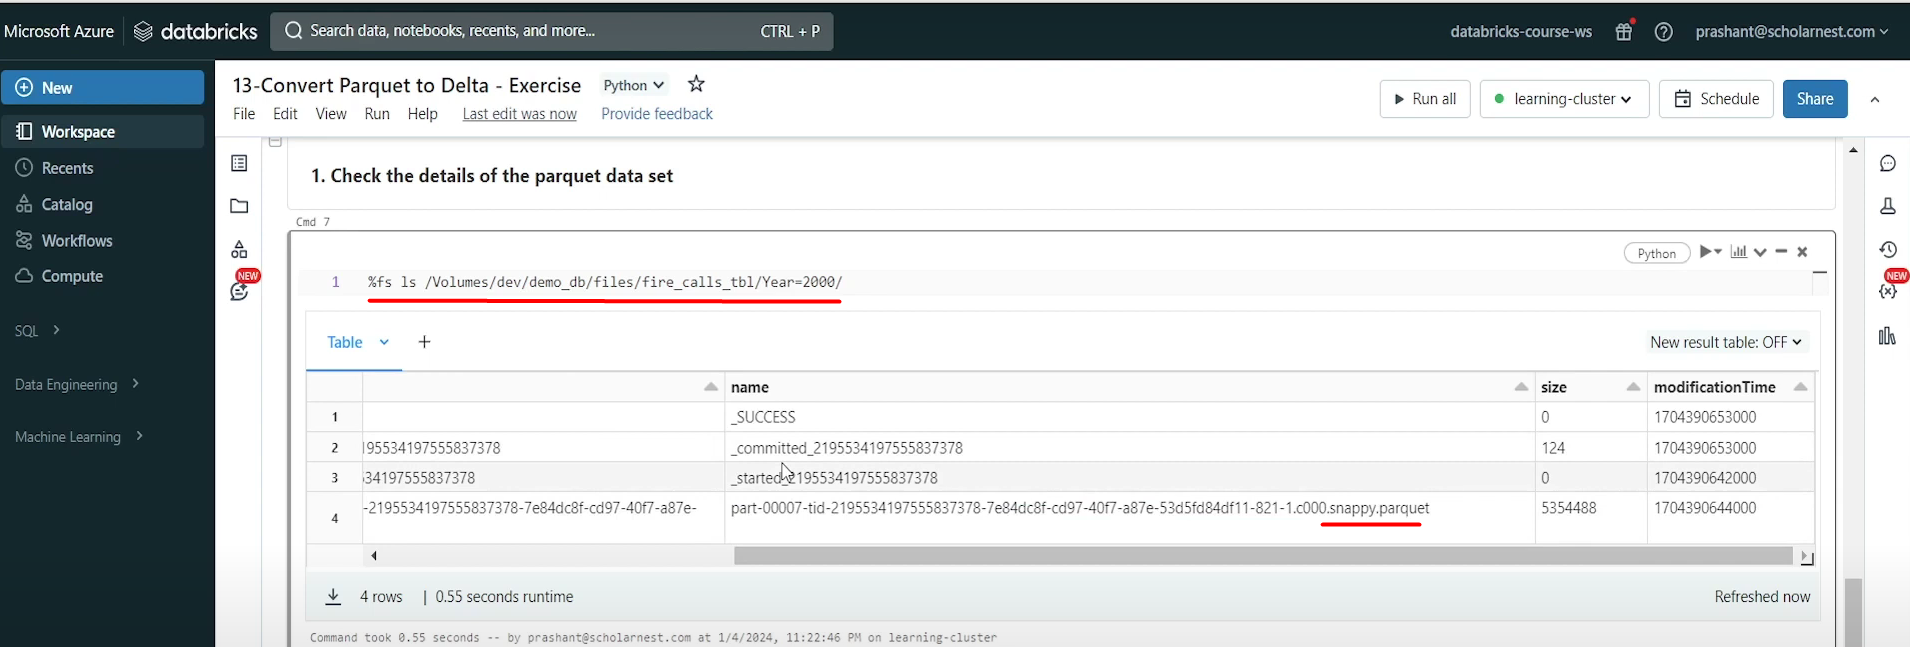 Microsoft Azure databricks Search data, notebooks, recents, and more... CTRL + P databricks-course-ws prashant@scholarnest.com
New
Workspace
Recents
Catalog
Workflows
Compute
SQL
Data Engineering
Machine Learning
13-Convert Parquet to Delta - Exercise Python
File Edit View Run Help Last edit was now Provide feedback
Run all learning-cluster Schedule Share
NEW
NEW
1. Check the details of the parquet data set
Cmd 7
Python
1 %fs ls /Volumes/dev/demo_db/files/fire_calls_tbl/Year=2000/
Table + New result table: OFF
name size modificationTime
1 _SUCCESS 0 1704390653000
2 195534197555837378 _committed_2195534197555837378 124 1704390653000
3 34197555837378 _started_2195534197555837378 0 1704390642000
4 -2195534197555837378-7e84dc8f-cd97-40f7-a87e- part-00007-tid-2195534197555837378-7e84dc8f-cd97-40f7-a87e-53d5fd84df11-821-1.c000.snappy.parquet 5354488 1704390644000
4 rows | 0.55 seconds runtime Refreshed now
Command took 0.55 seconds -- by prashant@scholarnest.com at 1/4/2024, 11:22:46 PM on learning-cluster